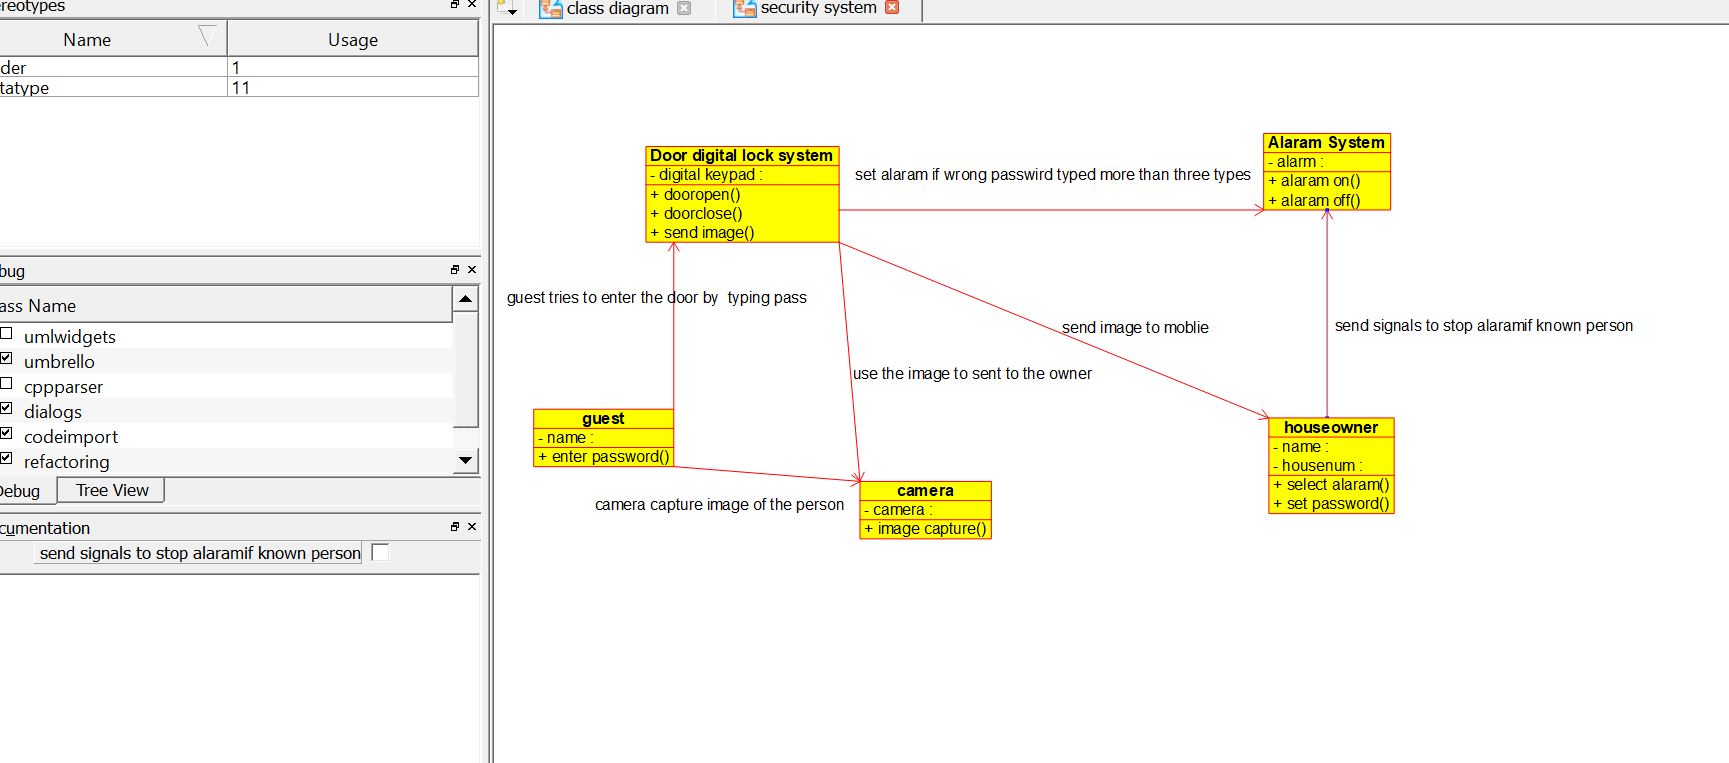 ereotypes
Name Usage
der 1
tatype 11
bug
ass Name
umlwidgets
umbrello
cppparser
dialogs
codeimport
refactoring
Debug Tree View
cumentation
send signals to stop alaramif known person
class diagram
security system
Door digital lock system
- digital keypad :
+ dooropen()
+ doorclose()
+ send image()
set alaram if wrong passwird typed more than three types
Alaram System
- alarm :
+ alaram on()
+ alaram off()
guest tries to enter the door by typing pass
send image to moblie
send signals to stop alaramif known person
use the image to sent to the owner
guest
- name :
+ enter password()
houseowner
- name :
- housenum :
+ select alaram()
+ set password()
camera capture image of the person
camera
- camera :
+ image capture()